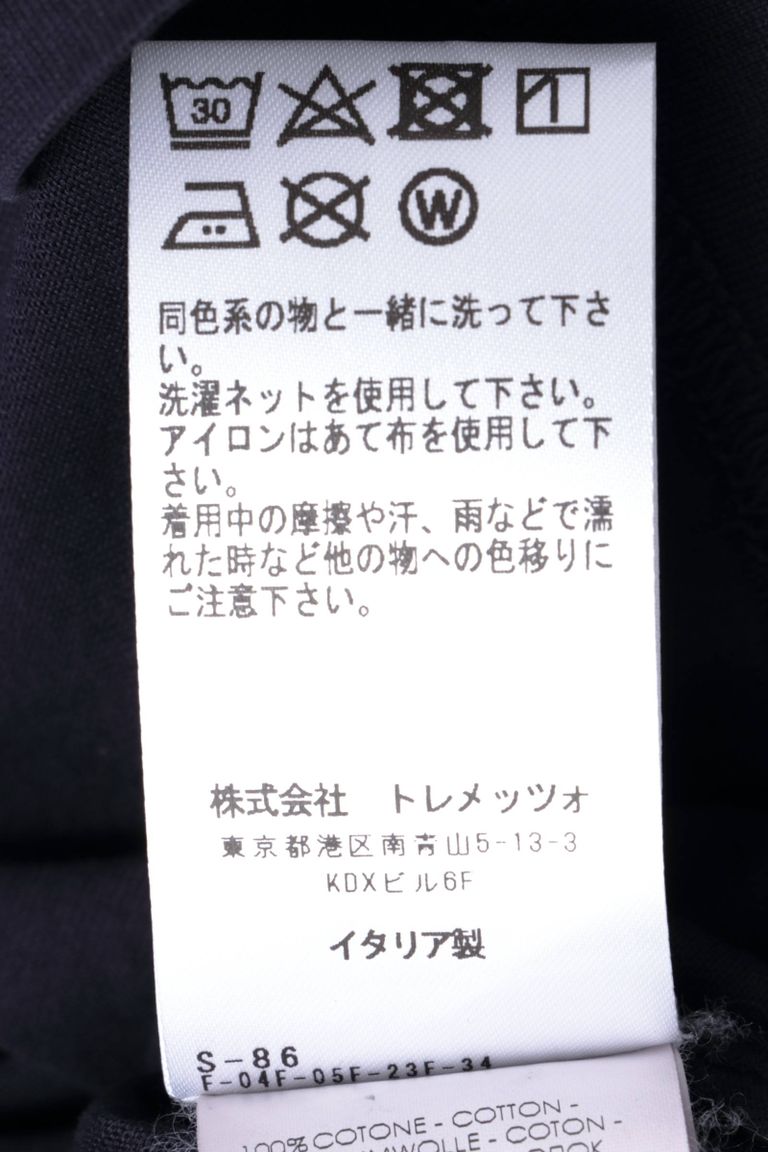 30
W
同色系の物と一緒に洗って下さ
い。
洗濯ネットを使用して下さい。
アイロンはあて布を使用して下
さい。
着用中の摩擦や汗、雨などで濡
れた時など他の物への色移りに
ご注意下さい。
株式会社 トレメッツォ
東京都港区南青山5-13-3
KDXビル6F
イタリア製
S-86
F-04F-05F-23F-34
100% COTONE - COTTON -
COTON -